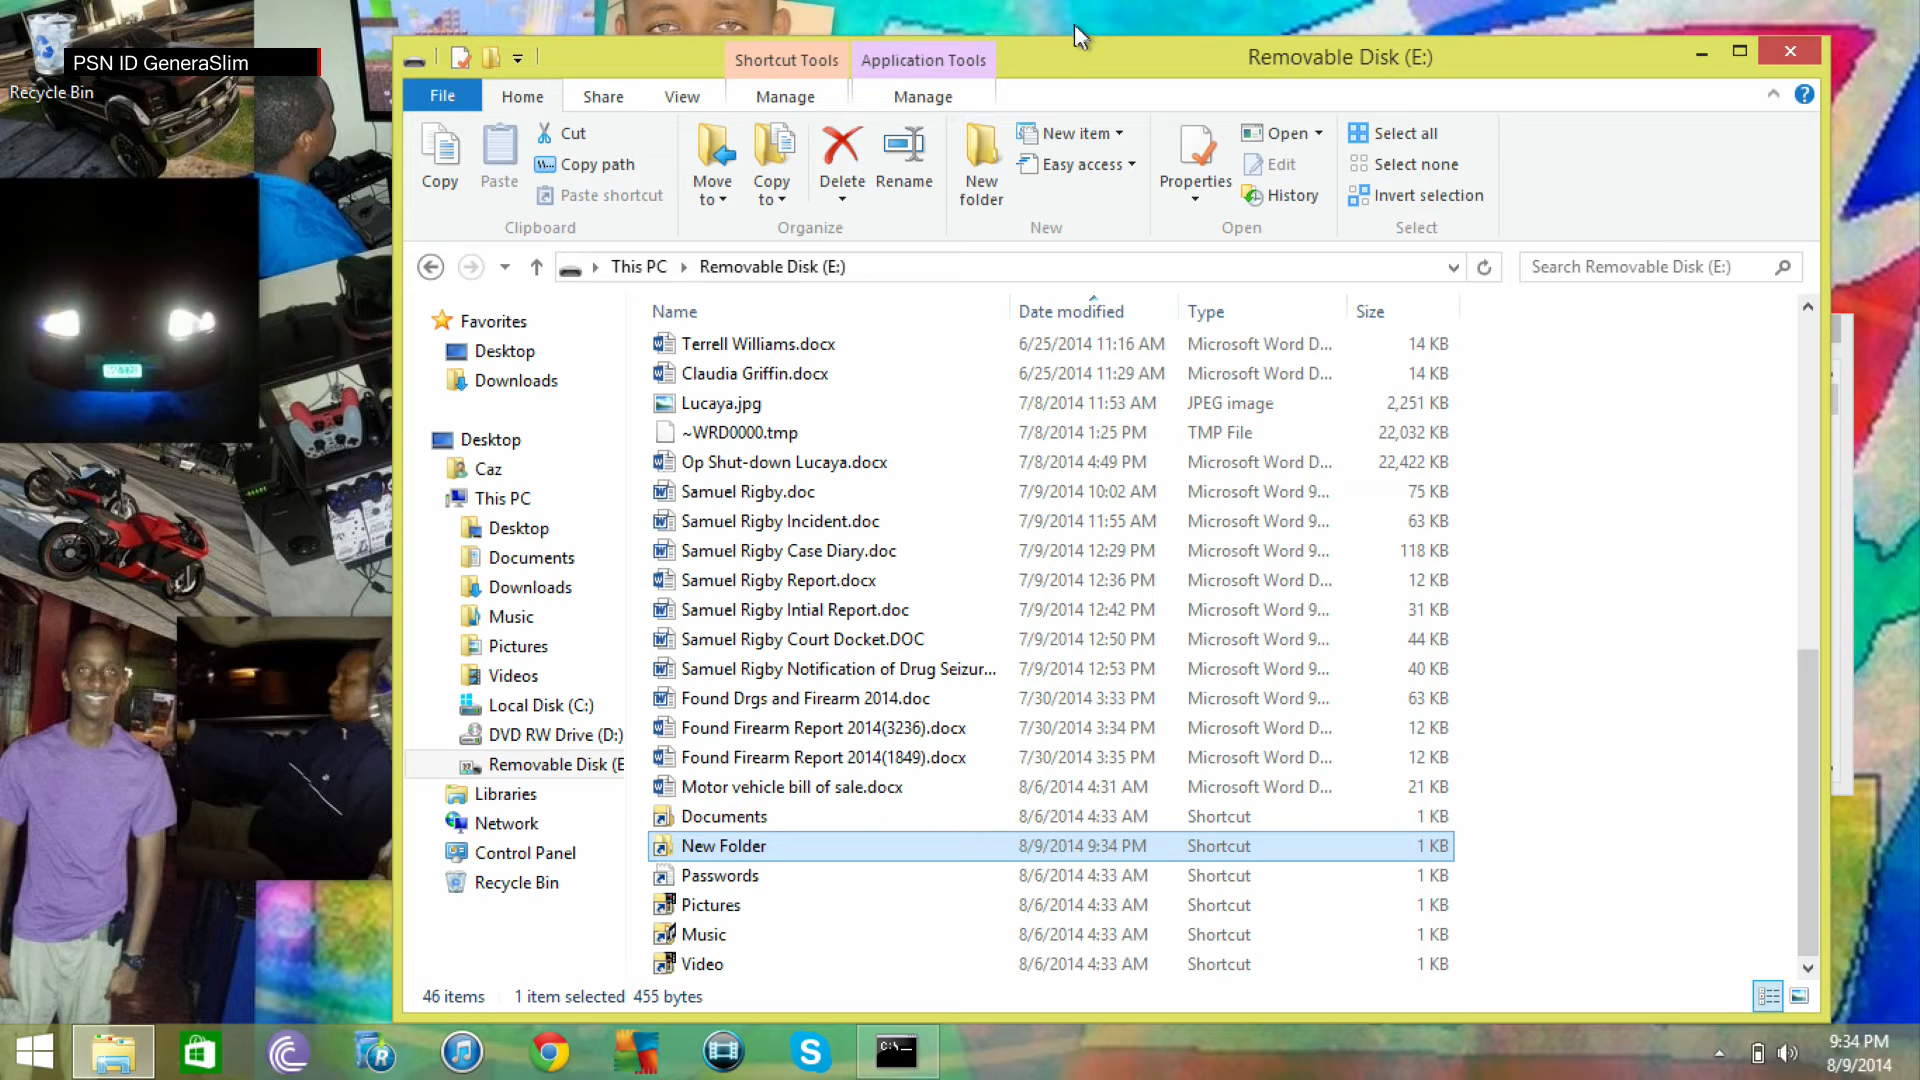 PSN ID GeneraSlim
Recycle Bin
Shortcut Tools
Application Tools
Removable Disk (E:)
File
Home
Share
View
Manage
Manage
Copy
Paste
Cut
Copy path
Paste shortcut
Clipboard
Move to
Copy to
Delete
Rename
Organize
New folder
New item
Easy access
New
Properties
Open
Edit
History
Open
Select all
Select none
Invert selection
Select
This PC
Removable Disk (E:)
Search Removable Disk (E:)
Favorites
Desktop
Downloads
Desktop
Caz
This PC
Desktop
Documents
Downloads
Music
Pictures
Videos
Local Disk (C:)
DVD RW Drive (D:)
Removable Disk (E
Libraries
Network
Control Panel
Recycle Bin
Name Date modified Type Size
Terrell Williams.docx 6/25/2014 11:16 AM Microsoft Word D... 14 KB
Claudia Griffin.docx 6/25/2014 11:29 AM Microsoft Word D... 14 KB
Lucaya.jpg 7/8/2014 11:53 AM JPEG image 2,251 KB
~WRD0000.tmp 7/8/2014 1:25 PM TMP File 22,032 KB
Op Shut-down Lucaya.docx 7/8/2014 4:49 PM Microsoft Word D... 22,422 KB
Samuel Rigby.doc 7/9/2014 10:02 AM Microsoft Word 9... 75 KB
Samuel Rigby Incident.doc 7/9/2014 11:55 AM Microsoft Word 9... 63 KB
Samuel Rigby Case Diary.doc 7/9/2014 12:29 PM Microsoft Word 9... 118 KB
Samuel Rigby Report.docx 7/9/2014 12:36 PM Microsoft Word D... 12 KB
Samuel Rigby Intial Report.doc 7/9/2014 12:42 PM Microsoft Word 9... 31 KB
Samuel Rigby Court Docket.DOC 7/9/2014 12:50 PM Microsoft Word 9... 44 KB
Samuel Rigby Notification of Drug Seizur... 7/9/2014 12:53 PM Microsoft Word 9... 40 KB
Found Drgs and Firearm 2014.doc 7/30/2014 3:33 PM Microsoft Word 9... 63 KB
Found Firearm Report 2014(3236).docx 7/30/2014 3:34 PM Microsoft Word D... 12 KB
Found Firearm Report 2014(1849).docx 7/30/2014 3:35 PM Microsoft Word D... 12 KB
Motor vehicle bill of sale.docx 8/6/2014 4:31 AM Microsoft Word D... 21 KB
Documents 8/6/2014 4:33 AM Shortcut 1 KB
New Folder 8/9/2014 9:34 PM Shortcut 1 KB
Passwords 8/6/2014 4:33 AM Shortcut 1 KB
Pictures 8/6/2014 4:33 AM Shortcut 1 KB
Music 8/6/2014 4:33 AM Shortcut 1 KB
Video 8/6/2014 4:33 AM Shortcut 1 KB
46 items 1 item selected 455 bytes
9:34 PM
8/9/2014